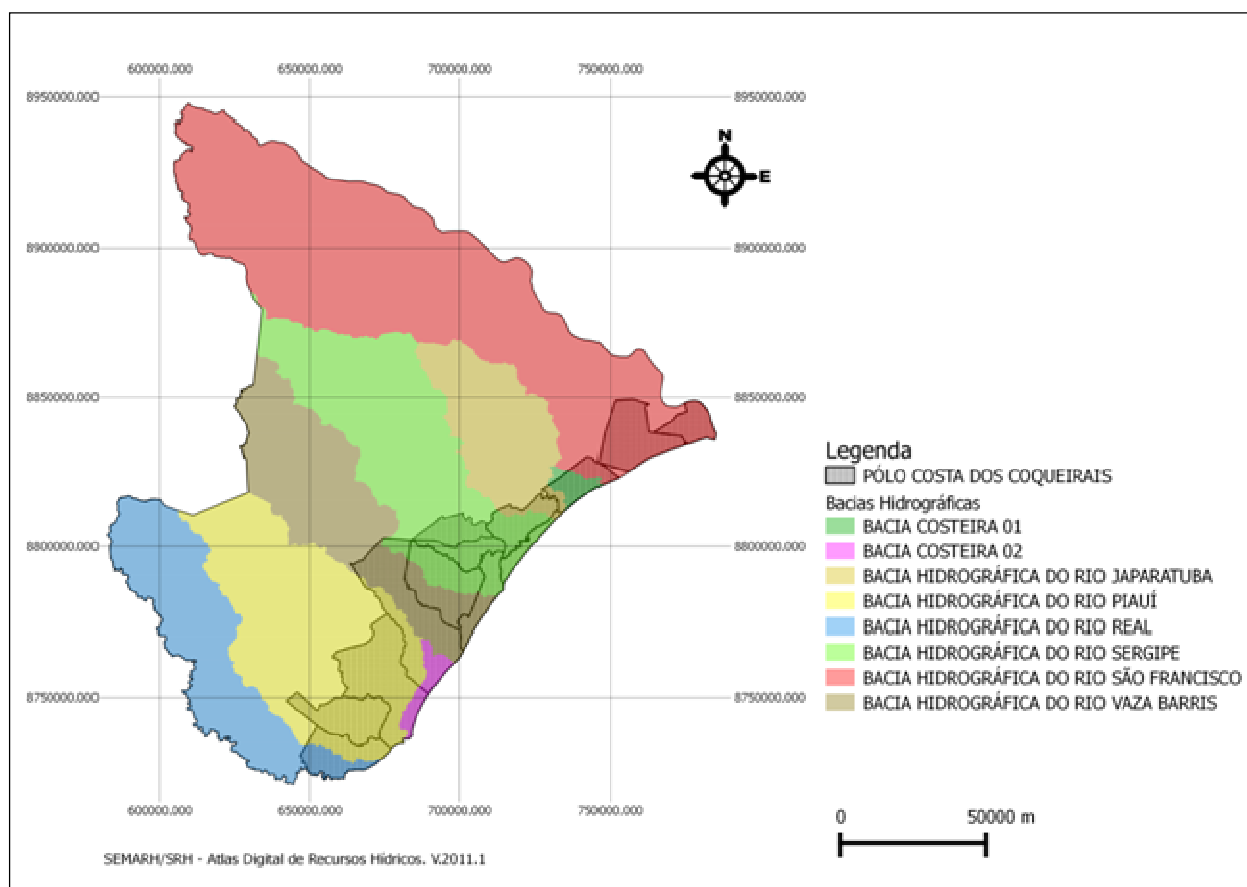 600000.000 650000.000 700000.000 750000.000
8950000.000 8950000.000
N
E
8900000.000 8900000.000
8850000.000 8850000.000
Legenda
PÓLO COSTA DOS COQUEIRAIS
Bacias Hidrográficas
BACIA COSTEIRA 01
8800000.000 8800000.000
BACIA COSTEIRA 02
BACIA HIDROGRÁFICA DO RIO JAPARATUBA
BACIA HIDROGRÁFICA DO RIO PIAUÍ
BACIA HIDROGRÁFICA DO RIO REAL
BACIA HIDROGRÁFICA DO RIO SERGIPE
BACIA HIDROGRÁFICA DO RIO SÃO FRANCISCO
8750000.000 8750000.000
BACIA HIDROGRÁFICA DO RIO VAZA BARRIS
600000.000 650000.000 700000.000 750000.000
0 50000 m
SEMARH/SRH - Atlas Digital de Recursos Hídricos. V.2011.1